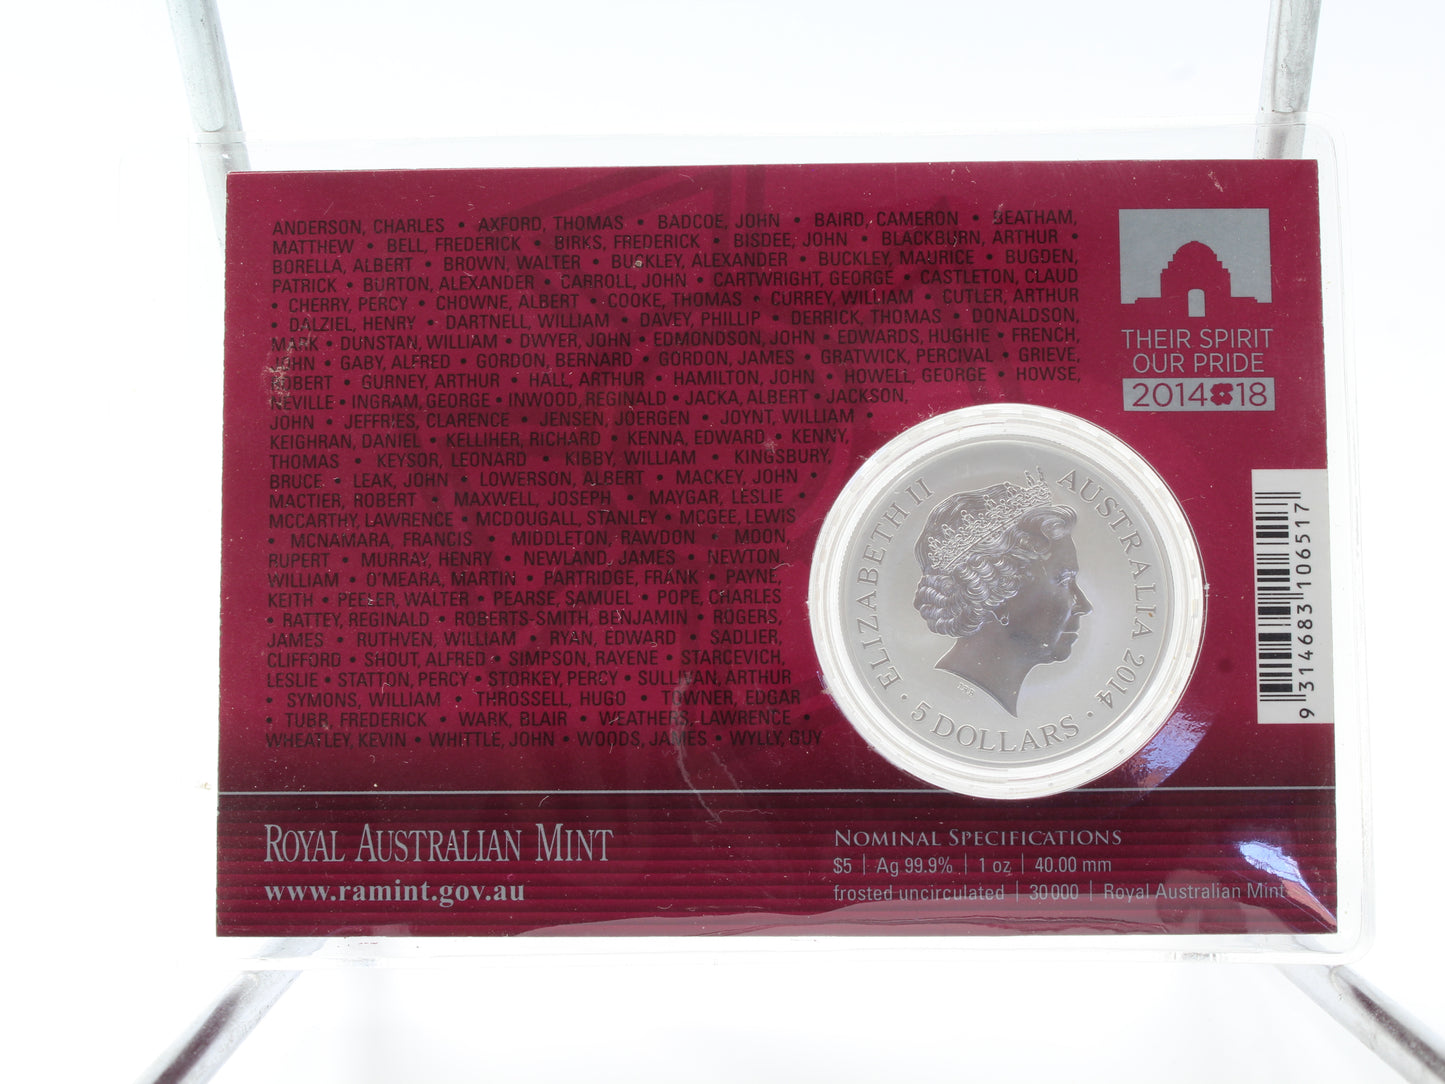 ANDERSON, CHARLES • AXFORD, THOMAS • BADCOE, JOHN • BAIRD, CAMERON • BEATHAM,
MATTHEW • BELL, FREDERICK • BIRKS, FREDERICK • BISDEE, JOHN • BLACKBURN, ARTHUR •
BORELLA, ALBERT • BROWN, WALTER • BUCKLEY, ALEXANDER • BUCKLEY, MAURICE • BUGDEN,
PATRICK • BURTON, ALEXANDER • CARROLL, JOHN • CARTWRIGHT, GEORGE • CASTLETON, CLAUD
• CHERRY, PERCY • CHOWNE, ALBERT • COOKE, THOMAS • CURREY, WILLIAM • CUTLER, ARTHUR
• DALZIEL, HENRY • DARTNELL, WILLIAM • DAVEY, PHILLIP • DERRICK, THOMAS • DONALDSON,
MARK • DUNSTAN, WILLIAM • DWYER, JOHN • EDMONDSON, JOHN • EDWARDS, HUGHIE • FRENCH,
JOHN • GABY, ALFRED • GORDON, BERNARD • GORDON, JAMES • GRATWICK, PERCIVAL • GRIEVE,
ROBERT • GURNEY, ARTHUR • HALL, ARTHUR • HAMILTON, JOHN • HOWELL, GEORGE • HOWSE,
NEVILLE • INGRAM, GEORGE • INWOOD, REGINALD • JACKA, ALBERT • JACKSON,
JOHN • JEFFRIES, CLARENCE • JENSEN, JOERGEN • JOYNT, WILLIAM •
KEIGHRAN, DANIEL • KELLIHER, RICHARD • KENNA, EDWARD • KENNY,
THOMAS • KEYSOR, LEONARD • KIBBY, WILLIAM • KINGSBURY,
BRUCE • LEAK, JOHN • LOWERSON, ALBERT • MACKEY, JOHN •
MACTIER, ROBERT • MAXWELL, JOSEPH • MAYGAR, LESLIE •
MCCARTHY, LAWRENCE • MCDOUGALL, STANLEY • MCGEE, LEWIS
• MCNAMARA, FRANCIS • MIDDLETON, RAWDON • MOON,
RUPERT • MURRAY, HENRY • NEWLAND, JAMES • NEWTON,
WILLIAM • O'MEARA, MARTIN • PARTRIDGE, FRANK • PAYNE,
KEITH • PEELER, WALTER • PEARSE, SAMUEL • POPE, CHARLES
• RATTEY, REGINALD • ROBERTS-SMITH, BENJAMIN • ROGERS,
JAMES • RUTHVEN, WILLIAM • RYAN, EDWARD • SADLIER,
CLIFFORD • SHOUT, ALFRED • SIMPSON, RAYENE • STARCEVICH,
LESLIE • STATTON, PERCY • STORKEY, PERCY • SULLIVAN, ARTHUR
• SYMONS, WILLIAM • THROSSELL, HUGO • TOWNER, EDGAR
• TUBB, FREDERICK • WARK, BLAIR • WEATHERS, LAWRENCE •
WHEATLEY, KEVIN • WHITTLE, JOHN • WOODS, JAMES • WYLLY, GUY
THEIR SPIRIT
OUR PRIDE
2014 18
ELIZABETH II AUSTRALIA 2014
• 5 DOLLARS •
9 314683 106517
ROYAL AUSTRALIAN MINT
www.ramint.gov.au
NOMINAL SPECIFICATIONS
$5 | Ag 99.9% | 1 oz | 40.00 mm
frosted uncirculated | 30 000 | Royal Australian Mint